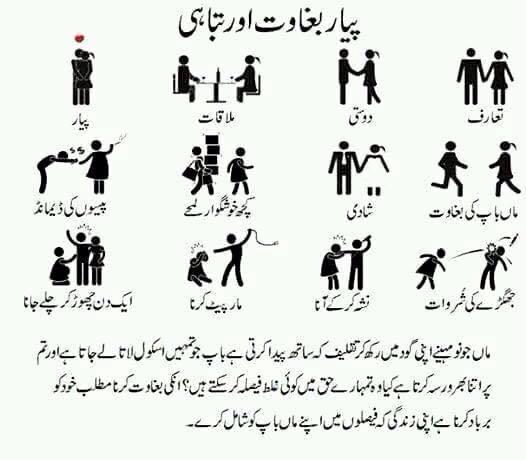 پیار بغاوت اور تباہی
تعارف
دوستی
ملاقات
پیار
ماں باپ کی بغاوت
شادی
کچھ خوشگوار لمحے
پیسوں کی ڈیمانڈ
جھگڑے کی شُروات
نشہ کر کے آنا
مار پیٹ کرنا
ایک دن چھوڑ کر چلے جانا
ماں جو نو مہینے اپنی گود میں رکھ کر تقلیف کہ ساتھ پیدا کرتی ہے باپ جو تمہیں اسکول لاتا لے جاتا ہے اور تم
پر اتنا بھروسہ کرتا ہے کیا وہ تمہارے حق میں کوئی غلط فیصلہ کر سکتے ہیں؟ انکی بغاوت کرنا مطلب خود کو
برباد کرنا ہے اپنی زندگی کہ فیصلوں میں اپنے ماں باپ کو شامل کرے۔